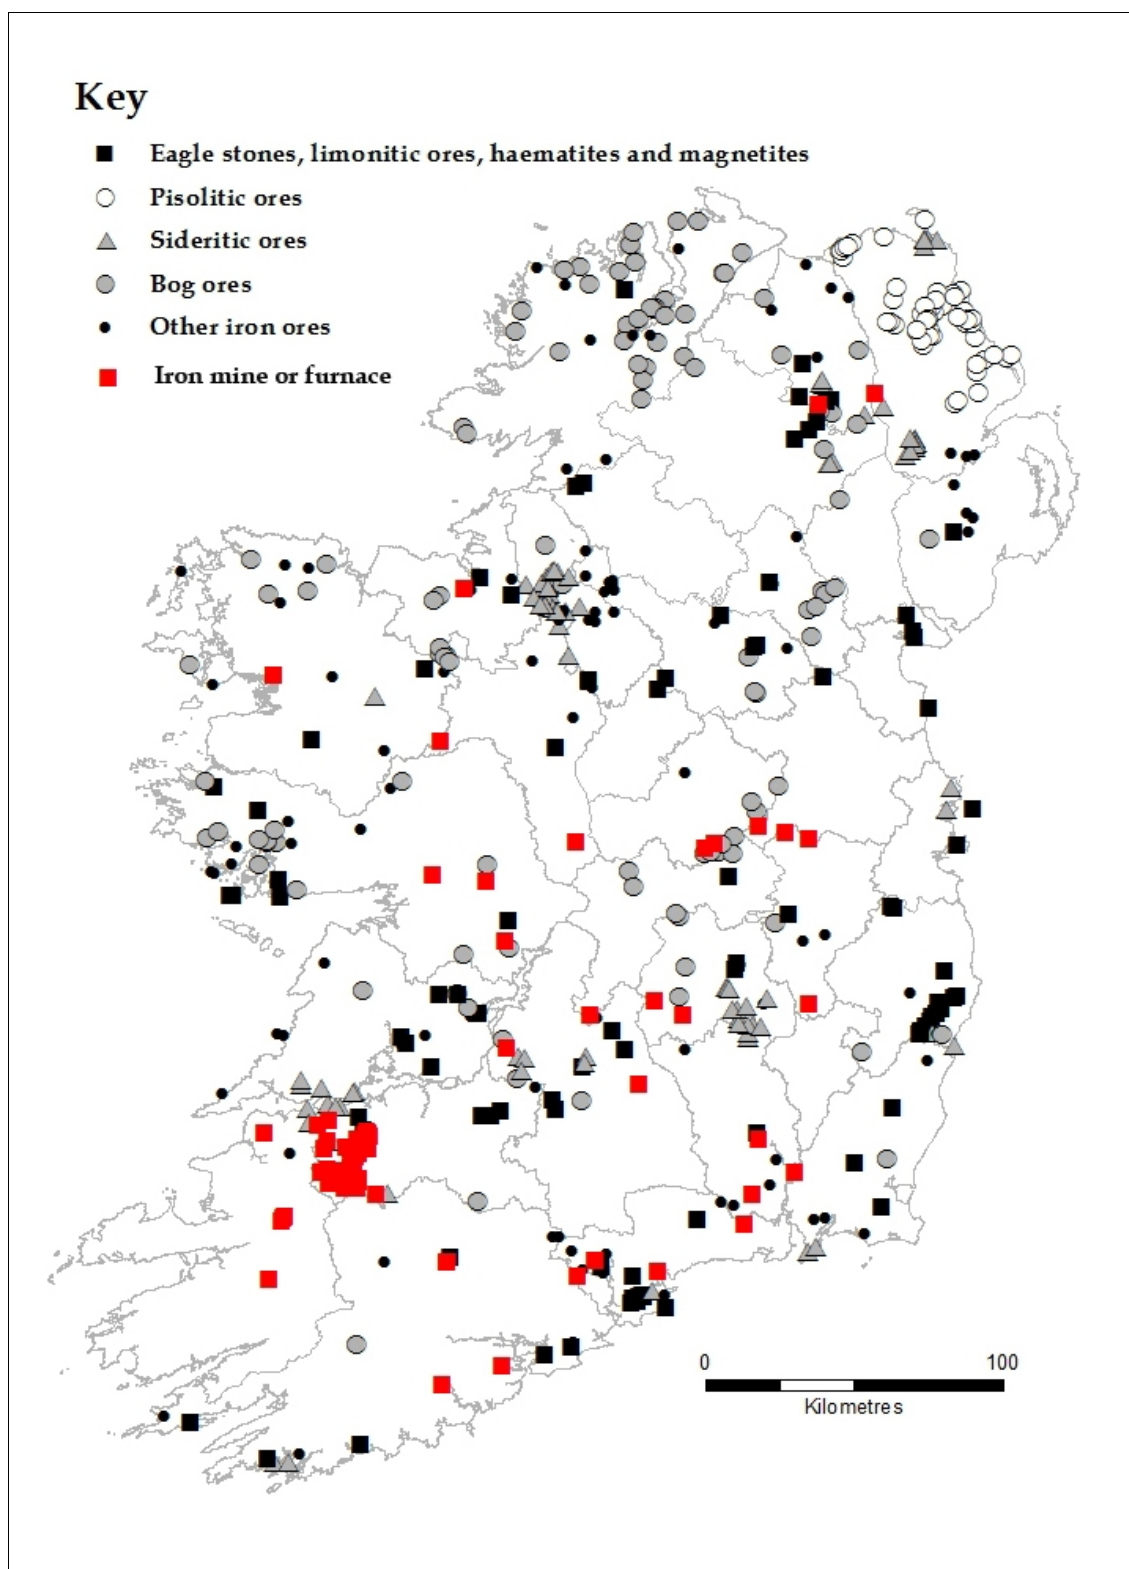 Key
Eagle stones, limonitic ores, haematites and magnetites
Pisolitic ores
Sideritic ores
Bog ores
Other iron ores
Iron mine or furnace
0 100
Kilometres